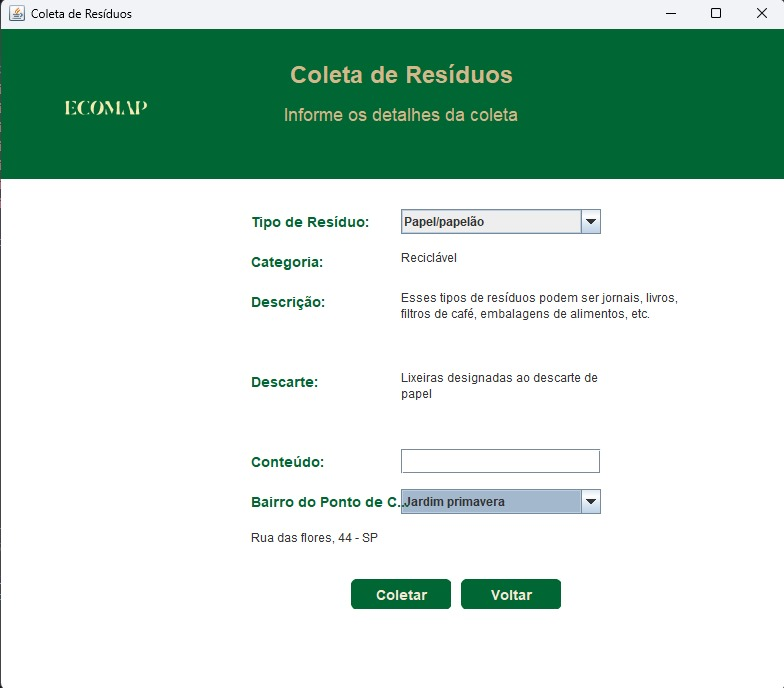 Coleta de Resíduos
Coleta de Resíduos
ECOMAP
Informe os detalhes da coleta
Tipo de Resíduo: Papel/papelão
Categoria: Reciclável
Descrição: Esses tipos de resíduos podem ser jornais, livros,
filtros de café, embalagens de alimentos, etc.
Descarte: Lixeiras designadas ao descarte de
papel
Conteúdo:
Bairro do Ponto de C... Jardim primavera
Rua das flores, 44 - SP
Coletar Voltar